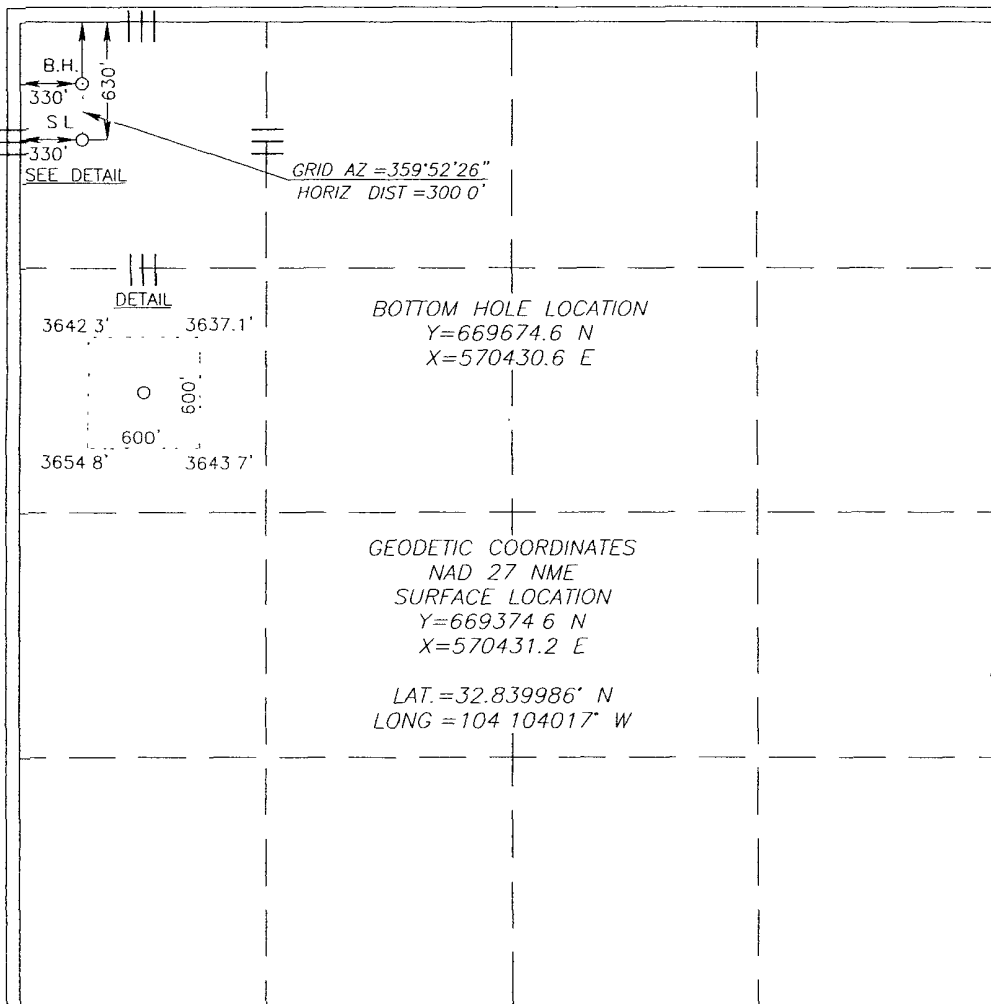 B.H.
330'
630'
S L
330'
SEE DETAIL
GRID AZ =359°52'26"
HORIZ DIST =300 0'
DETAIL
3642 3'
3637.1'
600'
600'
3654 8'
3643 7'
BOTTOM HOLE LOCATION
Y=669674.6 N
X=570430.6 E
GEODETIC COORDINATES
NAD 27 NME
SURFACE LOCATION
Y=669374 6 N
X=570431.2 E
LAT.=32.839986° N
LONG =104 104017° W